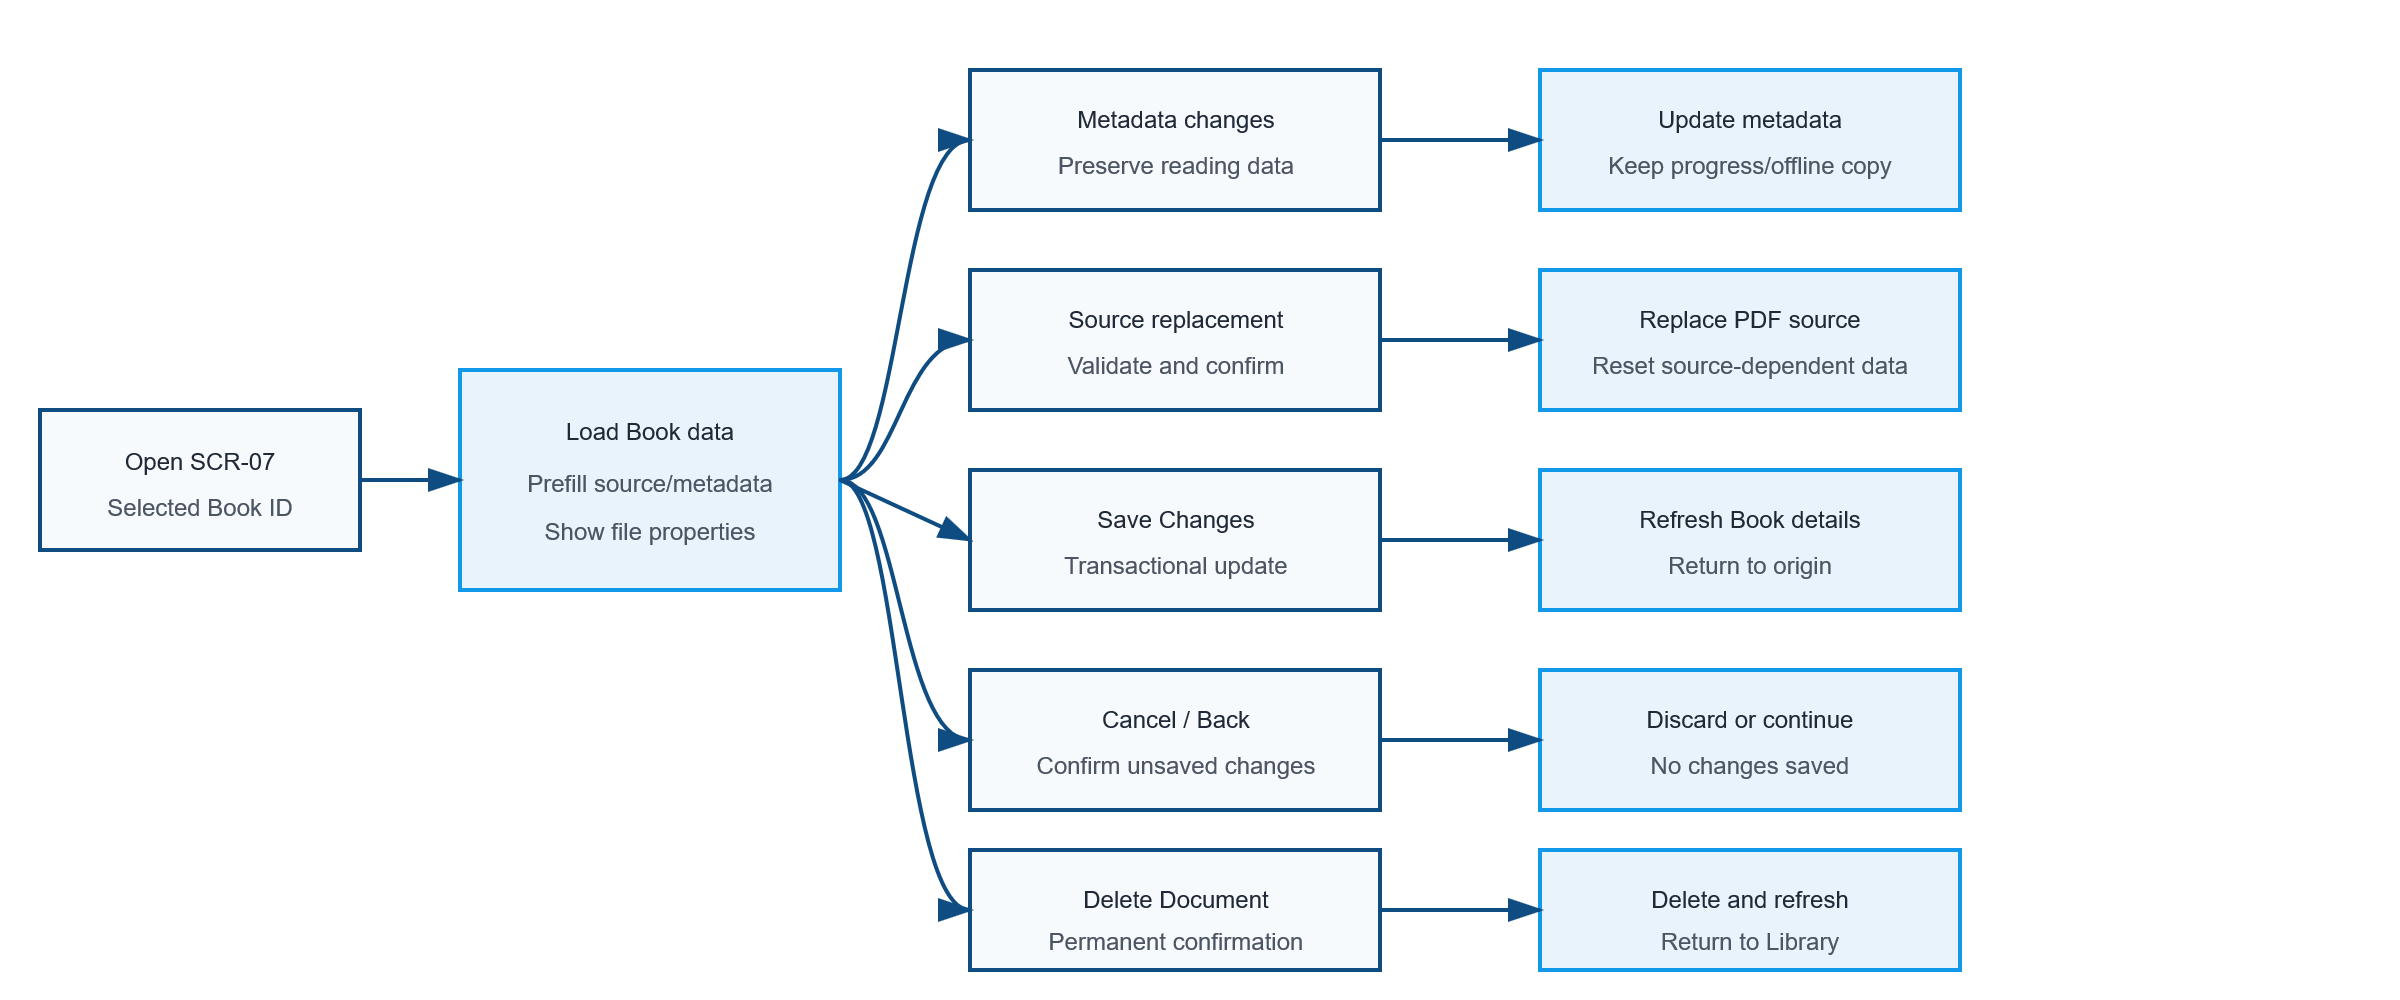 Open SCR-07
Selected Book ID
Load Book data
Prefill source/metadata
Show file properties
Metadata changes
Preserve reading data
Update metadata
Keep progress/offline copy
Source replacement
Validate and confirm
Replace PDF source
Reset source-dependent data
Save Changes
Transactional update
Refresh Book details
Return to origin
Cancel / Back
Confirm unsaved changes
Discard or continue
No changes saved
Delete Document
Permanent confirmation
Delete and refresh
Return to Library